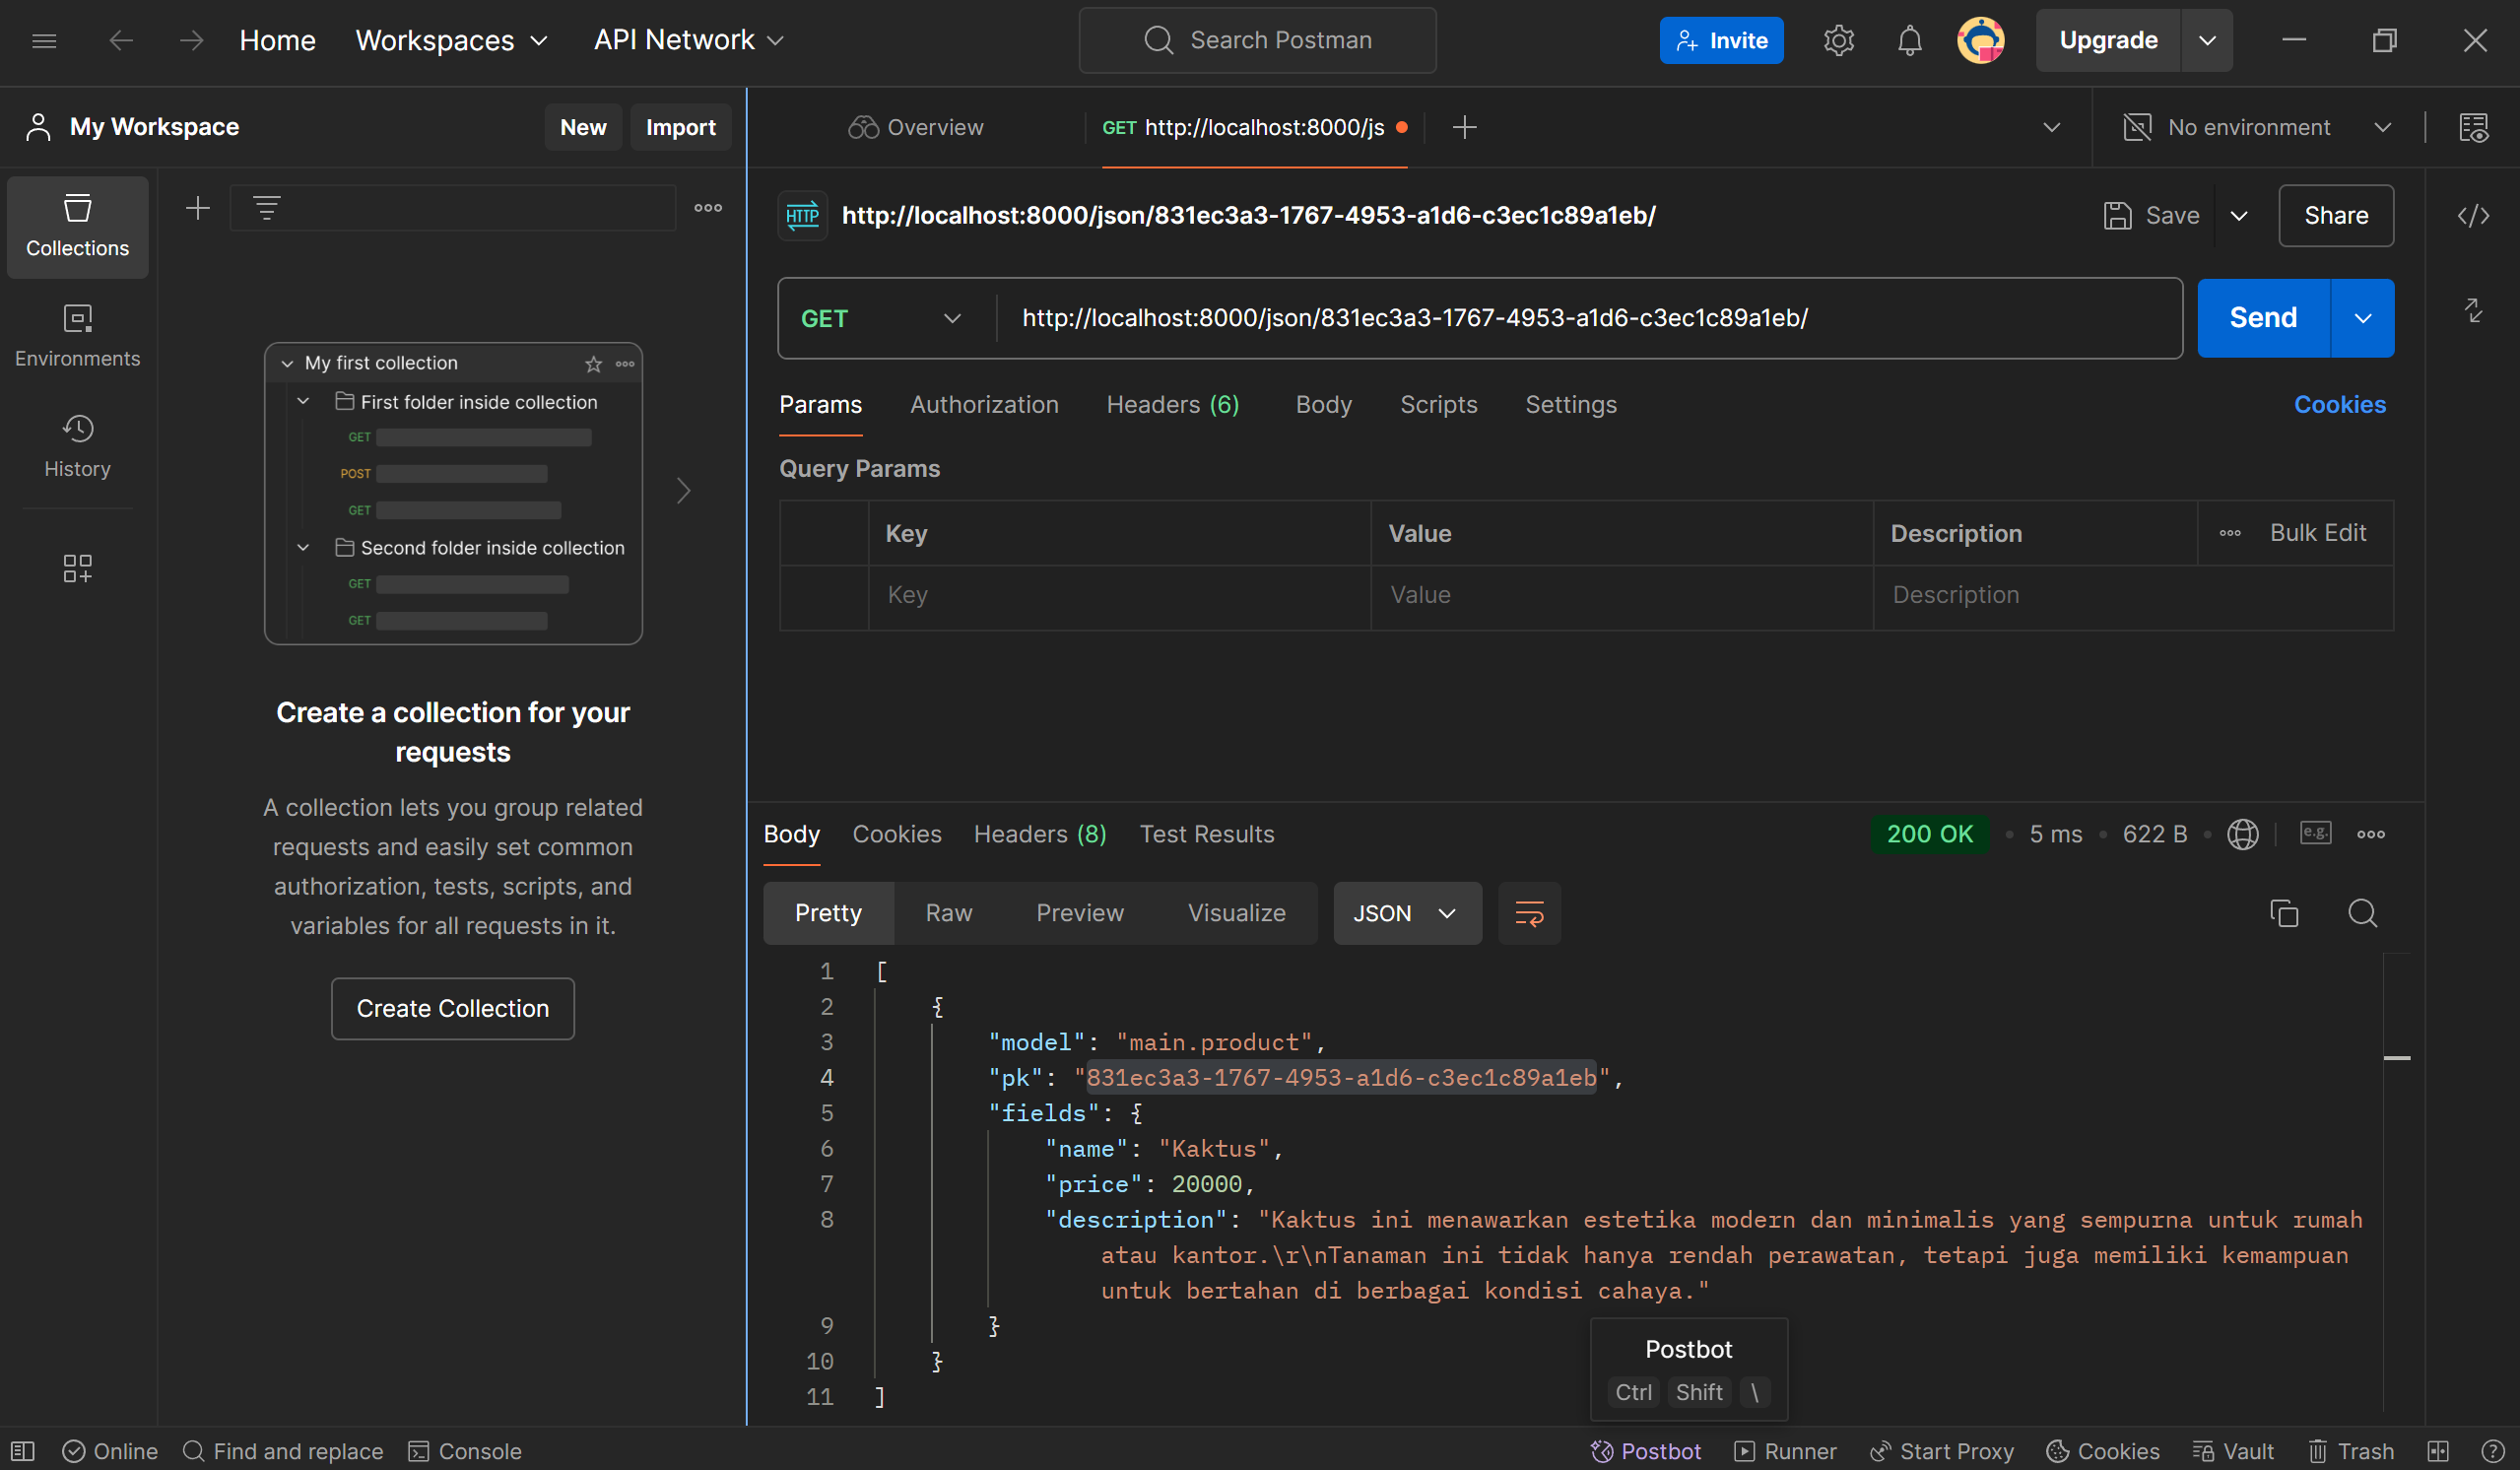 Home Workspaces API Network Search Postman Invite Upgrade
My Workspace New Import
Overview GET http://localhost:8000/js No environment
Collections
Environments
History
My first collection
First folder inside collection
GET
POST
GET
Second folder inside collection
GET
GET
Create a collection for your
requests
A collection lets you group related
requests and easily set common
authorization, tests, scripts, and
variables for all requests in it.
Create Collection
HTTP http://localhost:8000/json/831ec3a3-1767-4953-a1d6-c3ec1c89a1eb/ Save Share
GET http://localhost:8000/json/831ec3a3-1767-4953-a1d6-c3ec1c89a1eb/ Send
Params Authorization Headers (6) Body Scripts Settings Cookies
Query Params
Key Value Description Bulk Edit
Key Value Description
Body Cookies Headers (8) Test Results 200 OK • 5 ms • 622 B • e.g.
Pretty Raw Preview Visualize JSON
1 [
2 {
3 "model": "main.product",
4 "pk": "831ec3a3-1767-4953-a1d6-c3ec1c89a1eb",
5 "fields": {
6 "name": "Kaktus",
7 "price": 20000,
8 "description": "Kaktus ini menawarkan estetika modern dan minimalis yang sempurna untuk rumah
atau kantor.\r\nTanaman ini tidak hanya rendah perawatan, tetapi juga memiliki kemampuan
untuk bertahan di berbagai kondisi cahaya."
9 }
10 }
11 ]
Postbot
Ctrl Shift \
Online Find and replace Console Postbot Runner Start Proxy Cookies Vault Trash